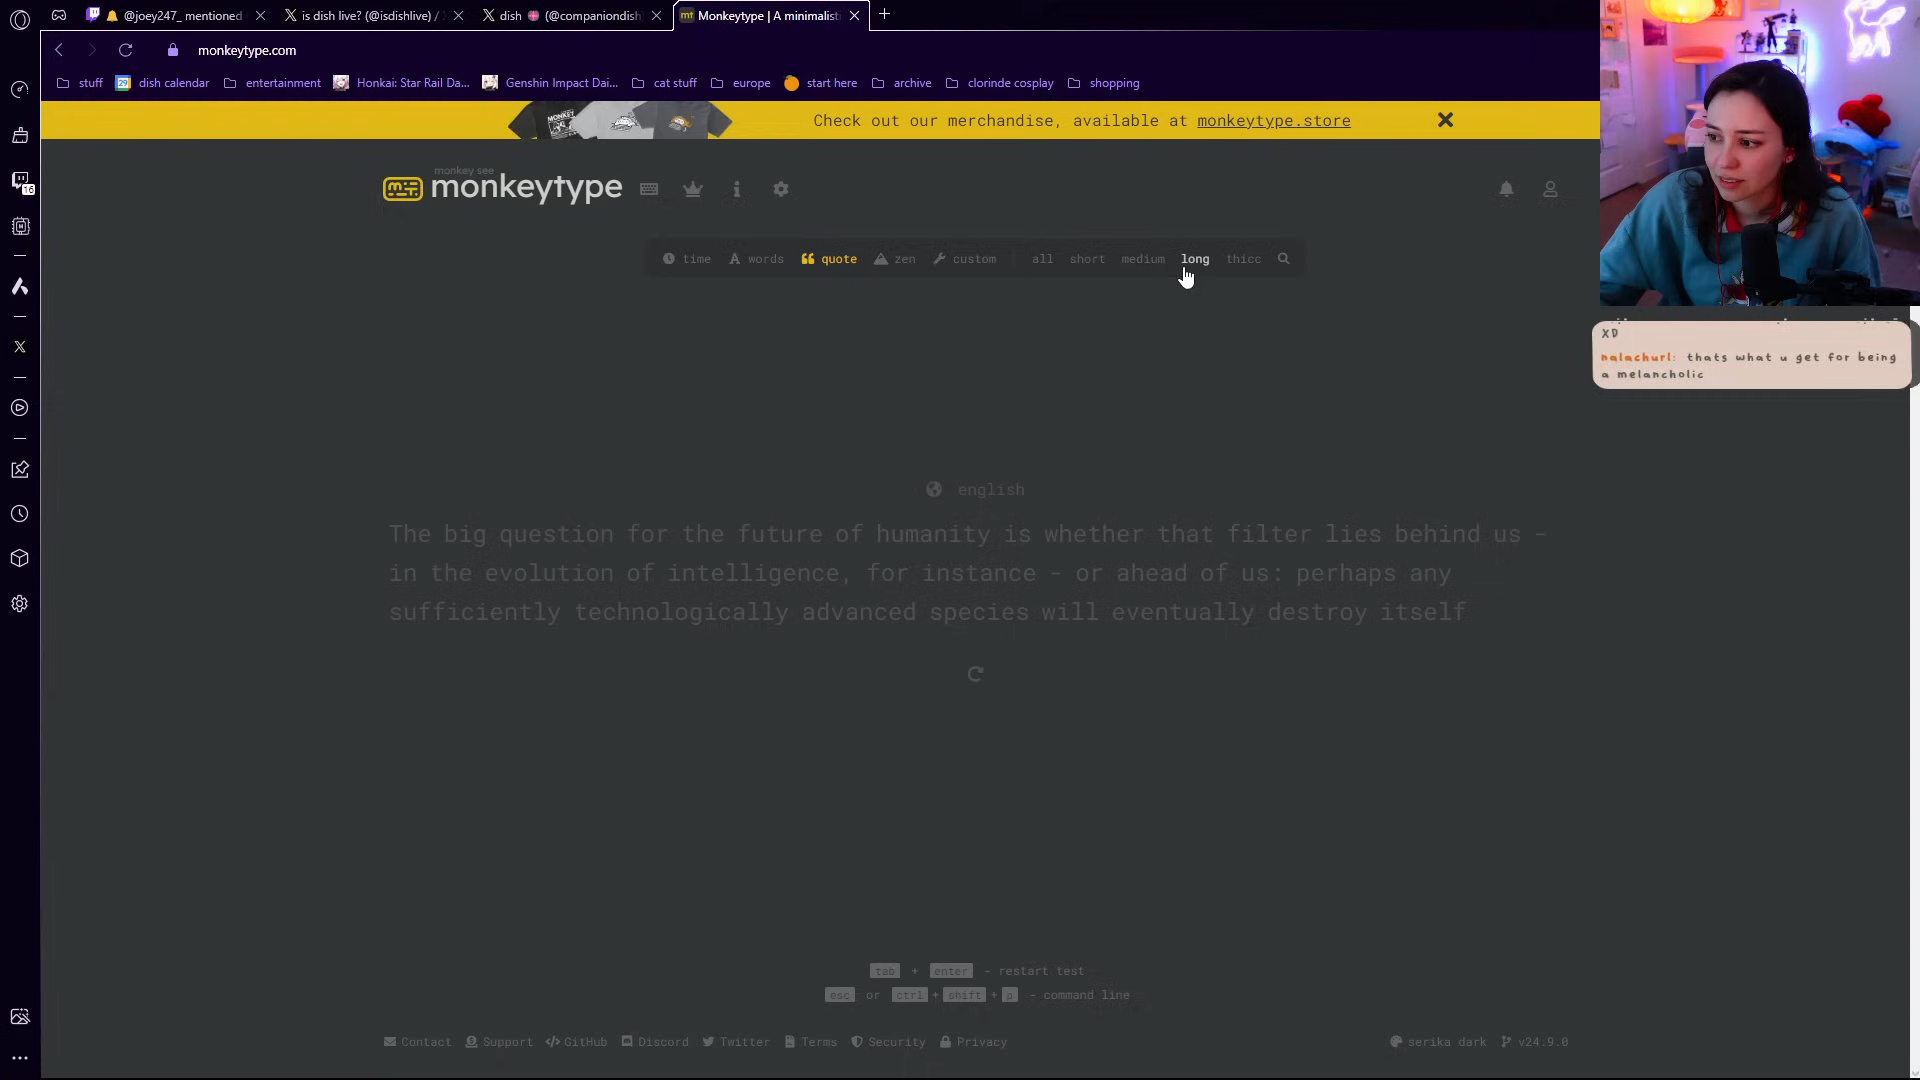 @joey247_ mentioned
is dish live? (@isdishlive) /
dish (@companiondish
Monkeytype | A minimalist
monkeytype.com
stuff
dish calendar
entertainment
Honkai: Star Rail Da...
Genshin Impact Dai...
cat stuff
europe
start here
archive
clorinde cosplay
shopping
16
Check out our merchandise, available at monkeytype.store
monkey see
monkeytype
time words quote zen custom all short medium long thicc
XD
nalachurl: thats what u get for being
a melancholic
english
The big question for the future of humanity is whether that filter lies behind us -
in the evolution of intelligence, for instance - or ahead of us: perhaps any
sufficiently technologically advanced species will eventually destroy itself
tab + enter - restart test
esc or ctrl + shift + p - command line
Contact Support GitHub Discord Twitter Terms Security Privacy serika dark v24.9.0